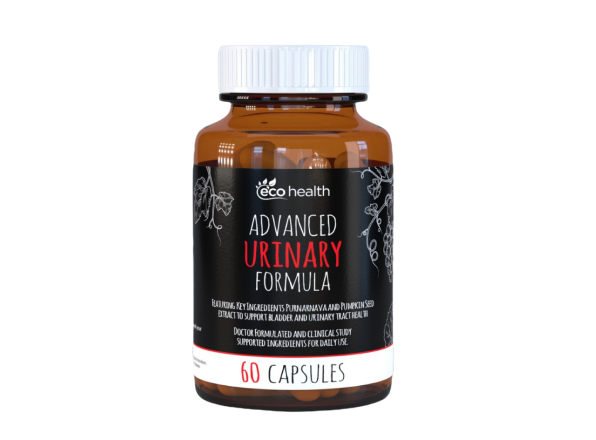 eco health
ADVANCED
URINARY
FORMULA
FEATURING KEY INGREDIENTS PURNARNAVA AND PUMPKIN SEED
EXTRACT TO SUPPORT BLADDER AND URINARY TRACT HEALTH
DOCTOR FORMULATED AND CLINICAL STUDY
SUPPORTED INGREDIENTS FOR DAILY USE.
60 CAPSULES